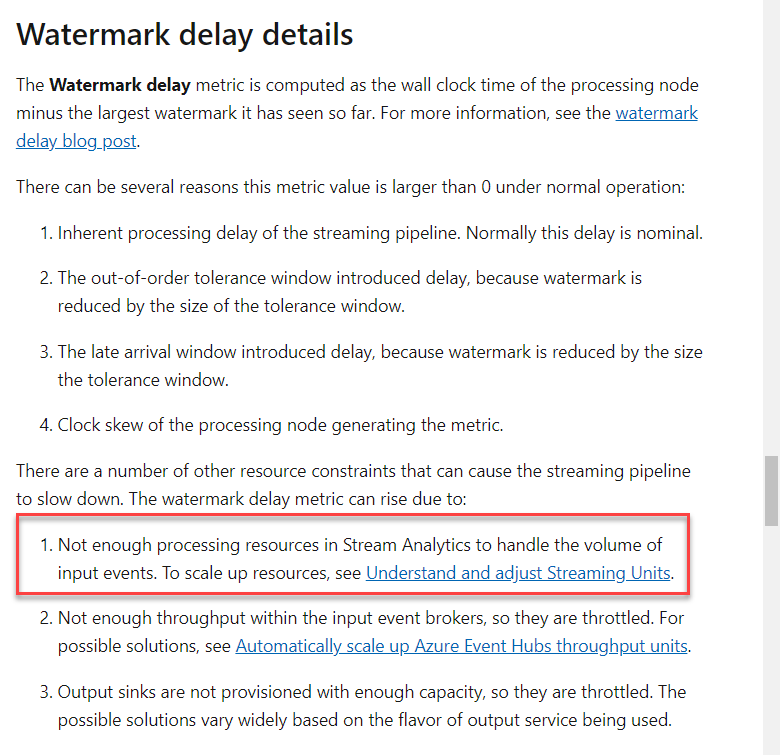 Watermark delay details
The Watermark delay metric is computed as the wall clock time of the processing node
minus the largest watermark it has seen so far. For more information, see the watermark
delay blog post.
There can be several reasons this metric value is larger than 0 under normal operation:
1. Inherent processing delay of the streaming pipeline. Normally this delay is nominal.
2. The out-of-order tolerance window introduced delay, because watermark is
reduced by the size of the tolerance window.
3. The late arrival window introduced delay, because watermark is reduced by the size
the tolerance window.
4. Clock skew of the processing node generating the metric.
There are a number of other resource constraints that can cause the streaming pipeline
to slow down. The watermark delay metric can rise due to:
1. Not enough processing resources in Stream Analytics to handle the volume of
input events. To scale up resources, see Understand and adjust Streaming Units.
2. Not enough throughput within the input event brokers, so they are throttled. For
possible solutions, see Automatically scale up Azure Event Hubs throughput units.
3. Output sinks are not provisioned with enough capacity, so they are throttled. The
possible solutions vary widely based on the flavor of output service being used.